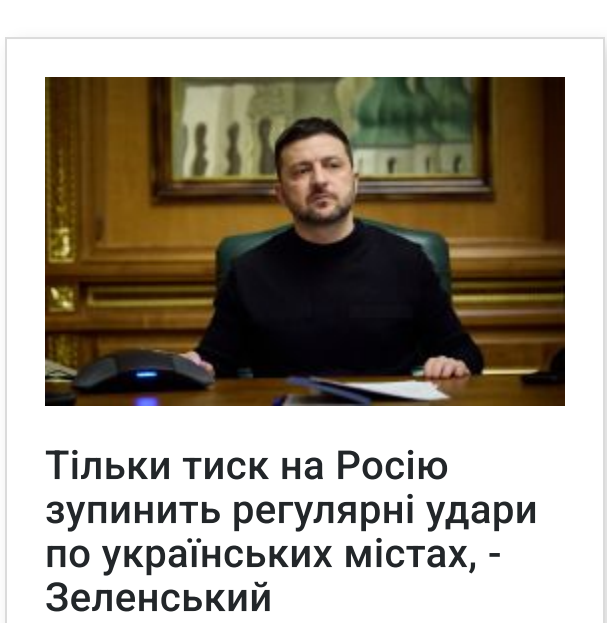 Тільки тиск на Росію
зупинить регулярні удари
по українських містах, -
Зеленський